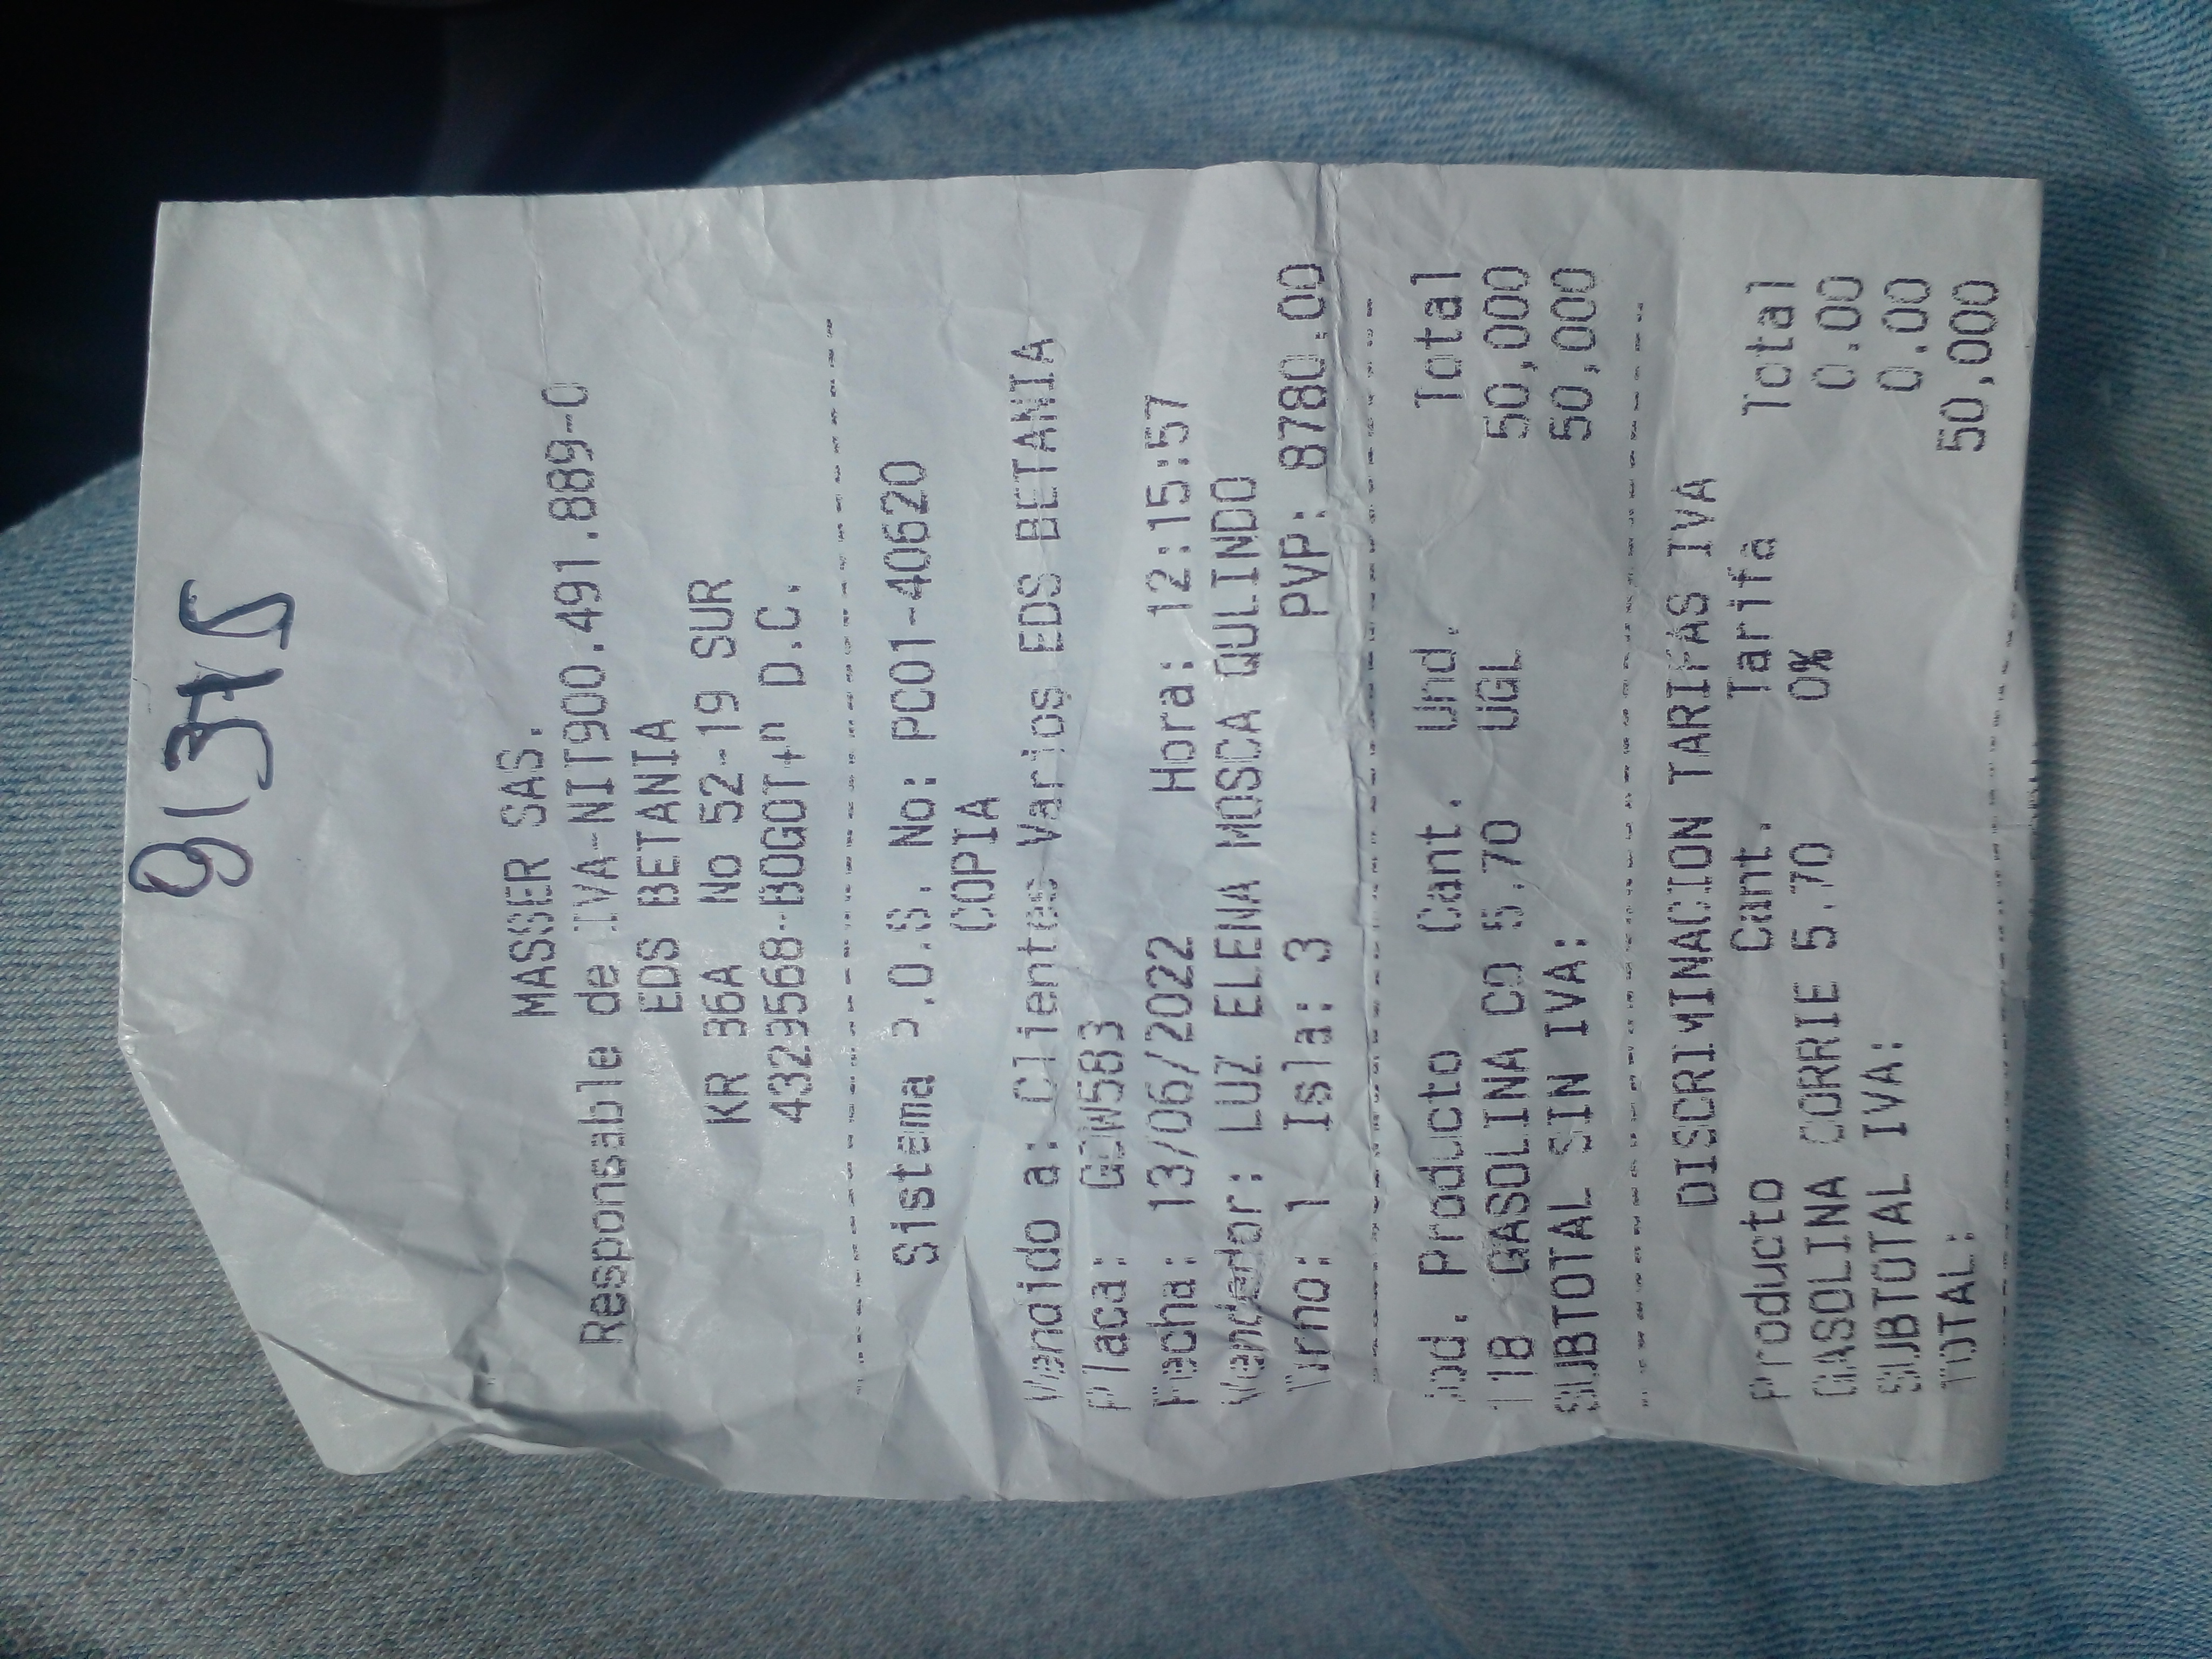 MASSER SAS.
Responsable de IVA-NIT900.491.889-0
EDS BETANIA
KR 36A No 52-19 SUR
4329568--BOGOT+" D.C.
Sistema P.O.S. No: PC01-40620
COPIA
Vendido a: Clientes Varios EDS BETANIA
Placa:
Fecha: 13/06/2022 Hora: 12:15:57
Vendedor: LUZ ELENA MOSCA QULINDO
Turno: 1 Isla: 3 PVP: 8780.00
Cod. Producto Cant. Und. Total
118 GASOLINA CO 5.70 UGL 50,000
SUBTOTAL SIN IVA: 50,000
DISCRIMINACION TARIFAS IVA
Producto Cant. Tarifa Total
GASOLINA CORRIE 5.70 0% 0.00
SUBTOTAL IVA: 0.00
TOTAL: 50,000